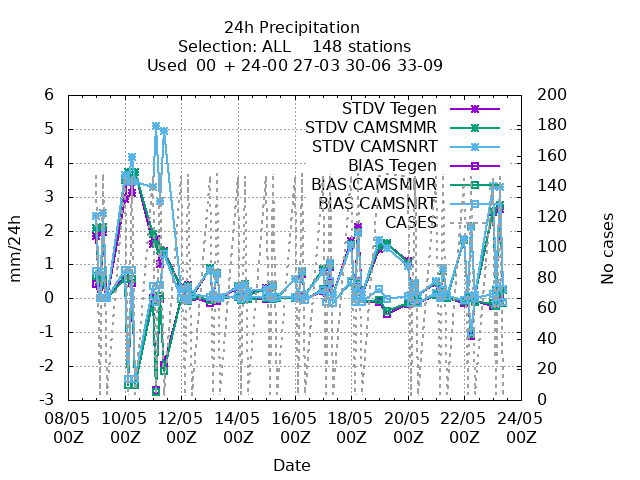 24h Precipitation
Selection: ALL 148 stations
Used 00 + 24-00 27-03 30-06 33-09
6
5
4
3
2
1
0
-1
-2
-3
mm/24h
200
180
160
140
120
100
80
60
40
20
0
No cases
STDV Tegen
STDV CAMSMMR
STDV CAMSNRT
BIAS Tegen
BIAS CAMSMMR
BIAS CAMSNRT
CASES
08/05 10/05 12/05 14/05 16/05 18/05 20/05 22/05 24/05
00Z 00Z 00Z 00Z 00Z 00Z 00Z 00Z 00Z
Date